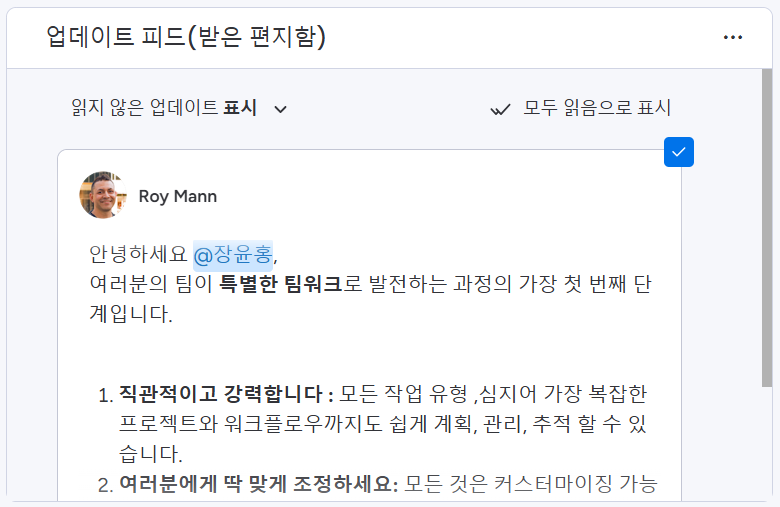 업데이트 피드(받은 편지함)
읽지 않은 업데이트 표시
모두 읽음으로 표시
Roy Mann
안녕하세요 @장윤홍,
여러분의 팀이 특별한 팀워크로 발전하는 과정의 가장 첫 번째 단
계입니다.
1. 직관적이고 강력합니다 : 모든 작업 유형 ,심지어 가장 복잡한
프로젝트와 워크플로우까지도 쉽게 계획, 관리, 추적 할 수 있
습니다.
2. 여러분에게 딱 맞게 조정하세요: 모든 것은 커스터마이징 가능